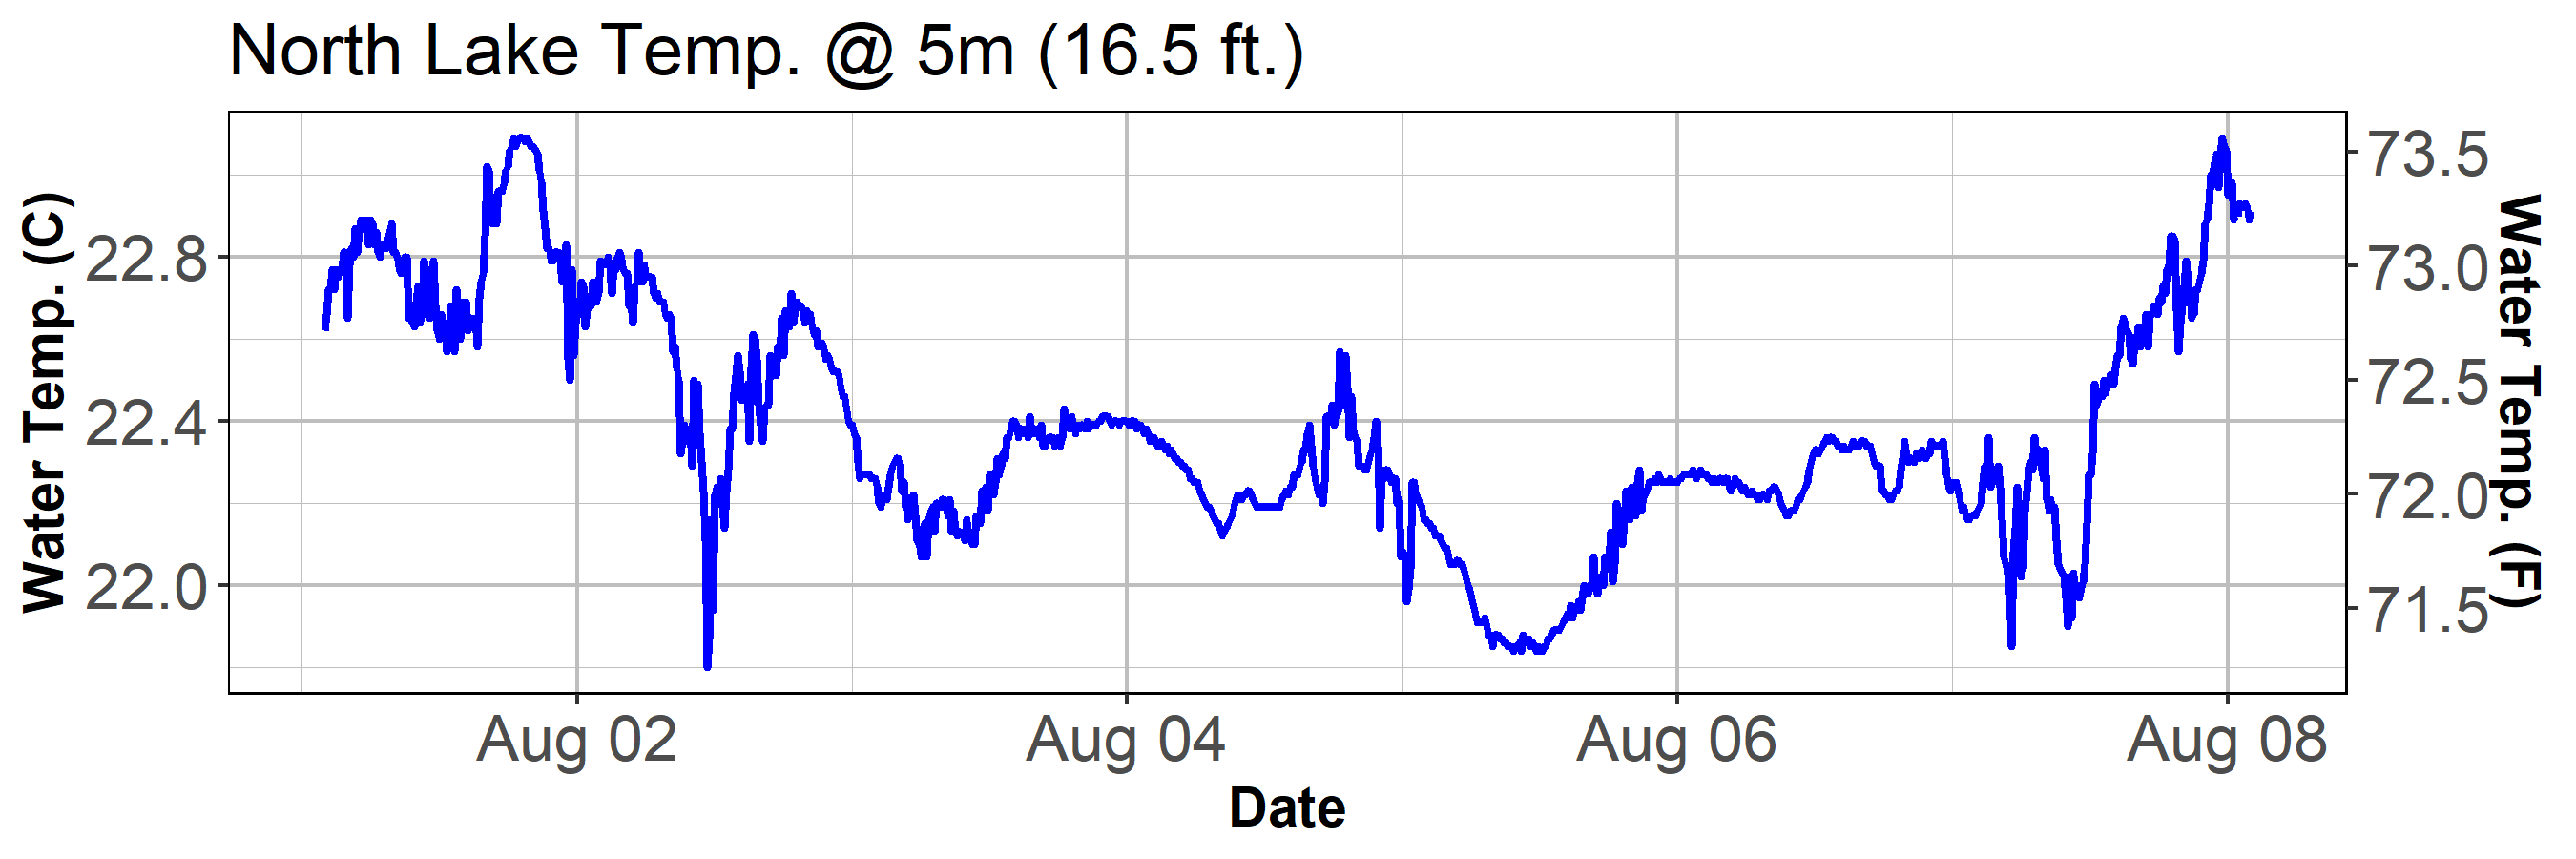 North Lake Temp. @ 5m (16.5 ft.)
Water Temp. (C)
22.8
22.4
22.0
73.5
73.0
72.5
72.0
71.5
Water Temp. (F)
Aug 02 Aug 04 Aug 06 Aug 08
Date